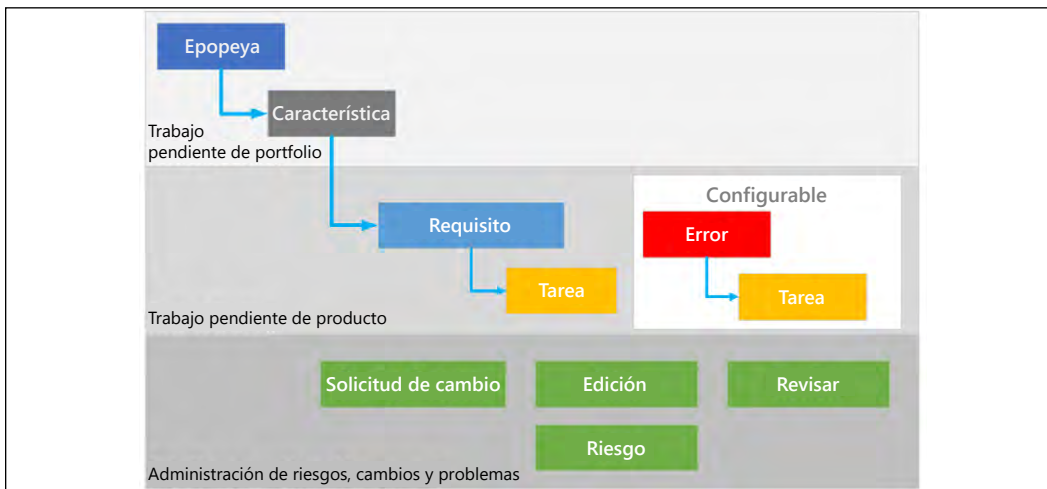 Epopeya
Característica
Trabajo
pendiente de portfolio
Configurable
Requisito
Error
Tarea
Tarea
Trabajo pendiente de producto
Solicitud de cambio
Edición
Revisar
Riesgo
Administración de riesgos, cambios y problemas